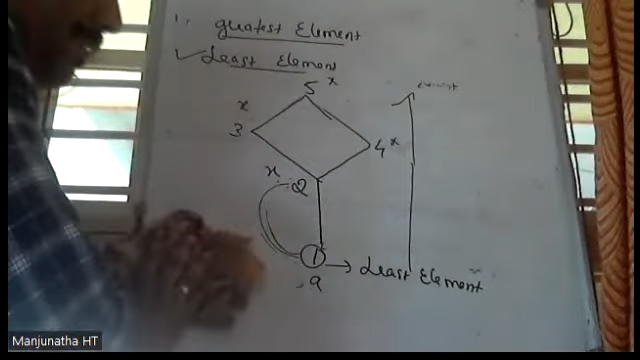 1. greatest Element
✓ Least Element
5 x
x
3
4 x
x
2
1 → Least Element
a
Manjunatha HT